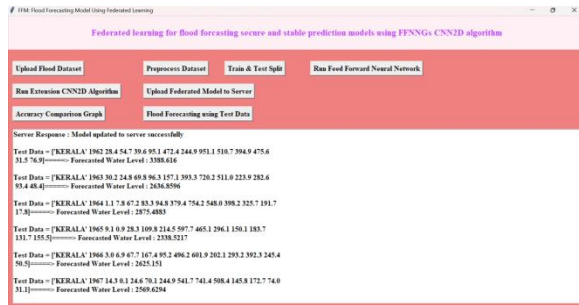 FFM: Flood Forecasting Model Using Federated Learning
Federated learning for flood forcasting secure and stable prediction models using FFNNGs CNN2D algorithm
Upload Flood Dataset
Preprocess Dataset
Train & Test Split
Run Feed Forward Neural Network
Run Extension CNN2D Algorithm
Upload Federated Model to Server
Accuracy Comparison Graph
Flood Forecasting using Test Data
Server Response : Model updated to server successfully
Test Data = ['KERALA' 1962 28.4 54.7 39.6 95.1 472.4 244.9 951.1 510.7 394.9 475.6
31.5 76.9]=====> Forecasted Water Level : 3388.616
Test Data = ['KERALA' 1963 30.2 24.8 69.8 96.3 157.1 393.3 720.2 511.0 223.9 282.6
93.4 48.4]=====> Forecasted Water Level : 2636.8596
Test Data = ['KERALA' 1964 1.1 7.8 67.2 83.3 94.8 379.4 754.2 548.0 398.2 325.7 191.7
17.8]=====> Forecasted Water Level : 2875.4883
Test Data = ['KERALA' 1965 9.1 0.9 28.3 109.8 214.5 597.7 465.1 296.1 150.1 183.7
131.7 155.5]=====> Forecasted Water Level : 2338.5217
Test Data = ['KERALA' 1966 3.0 6.9 67.7 167.4 95.2 496.2 601.9 202.1 293.2 392.3 245.4
50.5]=====> Forecasted Water Level : 2625.151
Test Data = ['KERALA' 1967 14.3 0.1 24.6 70.1 244.9 541.7 741.4 508.4 145.8 172.7 74.0
31.1]=====> Forecasted Water Level : 2569.6294